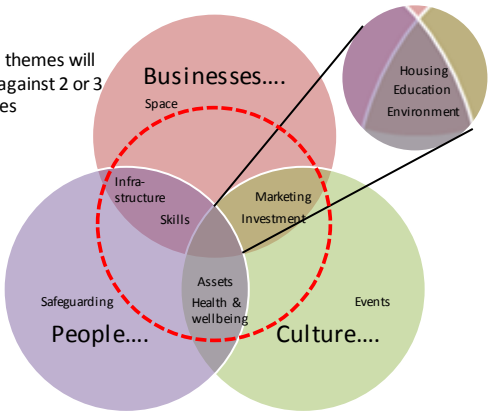 themes will
against 2 or 3
es
Businesses....
Space
Housing
Education
Environment
Infra-
structure
Skills
Marketing
Investment
Assets
Health &
wellbeing
Safeguarding
People....
Events
Culture....